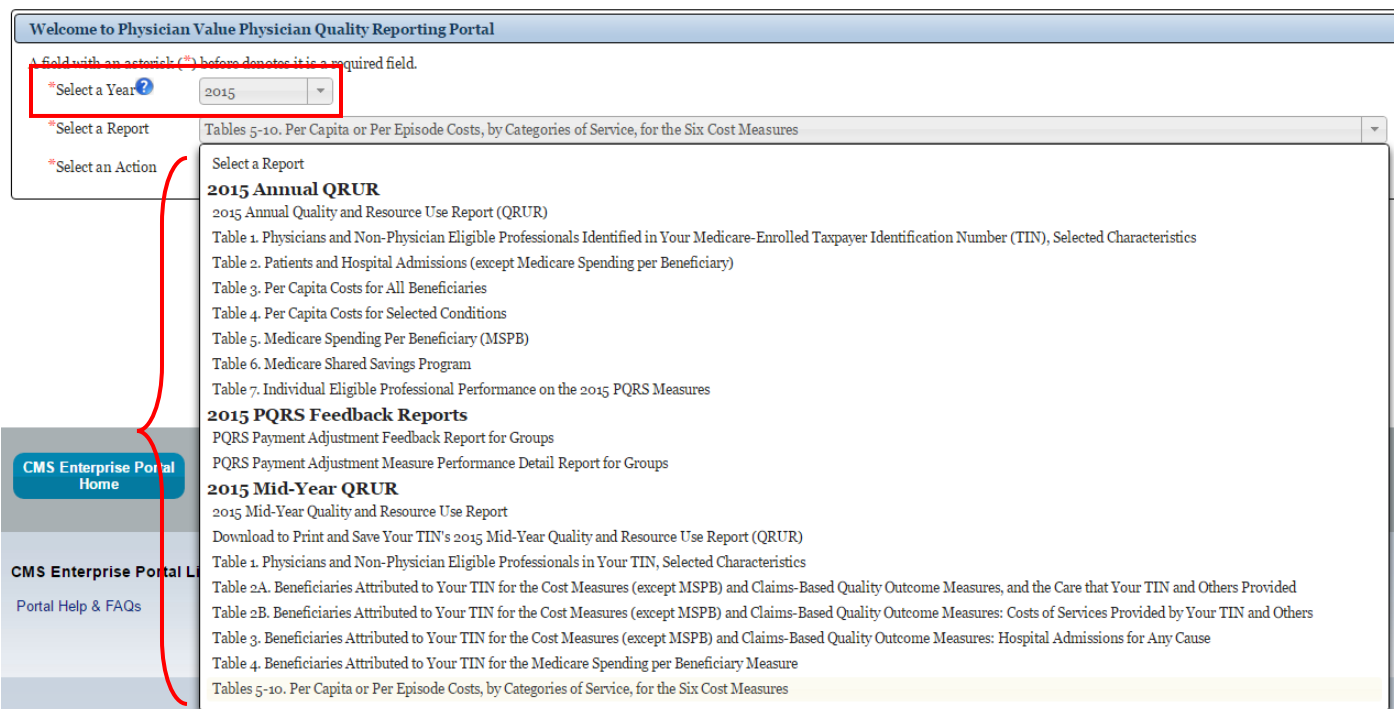 Welcome to Physician Value Physician Quality Reporting Portal
A field with an asterisk (*) before denotes it is a required field.
*Select a Year? 2015
*Select a Report Tables 5-10. Per Capita or Per Episode Costs, by Categories of Service, for the Six Cost Measures
*Select an Action
Select a Report
2015 Annual QRUR
2015 Annual Quality and Resource Use Report (QRUR)
Table 1. Physicians and Non-Physician Eligible Professionals Identified in Your Medicare-Enrolled Taxpayer Identification Number (TIN), Selected Characteristics
Table 2. Patients and Hospital Admissions (except Medicare Spending per Beneficiary)
Table 3. Per Capita Costs for All Beneficiaries
Table 4. Per Capita Costs for Selected Conditions
Table 5. Medicare Spending Per Beneficiary (MSPB)
Table 6. Medicare Shared Savings Program
Table 7. Individual Eligible Professional Performance on the 2015 PQRS Measures
2015 PQRS Feedback Reports
PQRS Payment Adjustment Feedback Report for Groups
PQRS Payment Adjustment Measure Performance Detail Report for Groups
2015 Mid-Year QRUR
2015 Mid-Year Quality and Resource Use Report
Download to Print and Save Your TIN's 2015 Mid-Year Quality and Resource Use Report (QRUR)
Table 1. Physicians and Non-Physician Eligible Professionals in Your TIN, Selected Characteristics
Table 2A. Beneficiaries Attributed to Your TIN for the Cost Measures (except MSPB) and Claims-Based Quality Outcome Measures, and the Care that Your TIN and Others Provided
Table 2B. Beneficiaries Attributed to Your TIN for the Cost Measures (except MSPB) and Claims-Based Quality Outcome Measures: Costs of Services Provided by Your TIN and Others
Table 3. Beneficiaries Attributed to Your TIN for the Cost Measures (except MSPB) and Claims-Based Quality Outcome Measures: Hospital Admissions for Any Cause
Table 4. Beneficiaries Attributed to Your TIN for the Medicare Spending per Beneficiary Measure
Tables 5-10. Per Capita or Per Episode Costs, by Categories of Service, for the Six Cost Measures
CMS Enterprise Portal
Home
CMS Enterprise Portal Li
Portal Help & FAQs